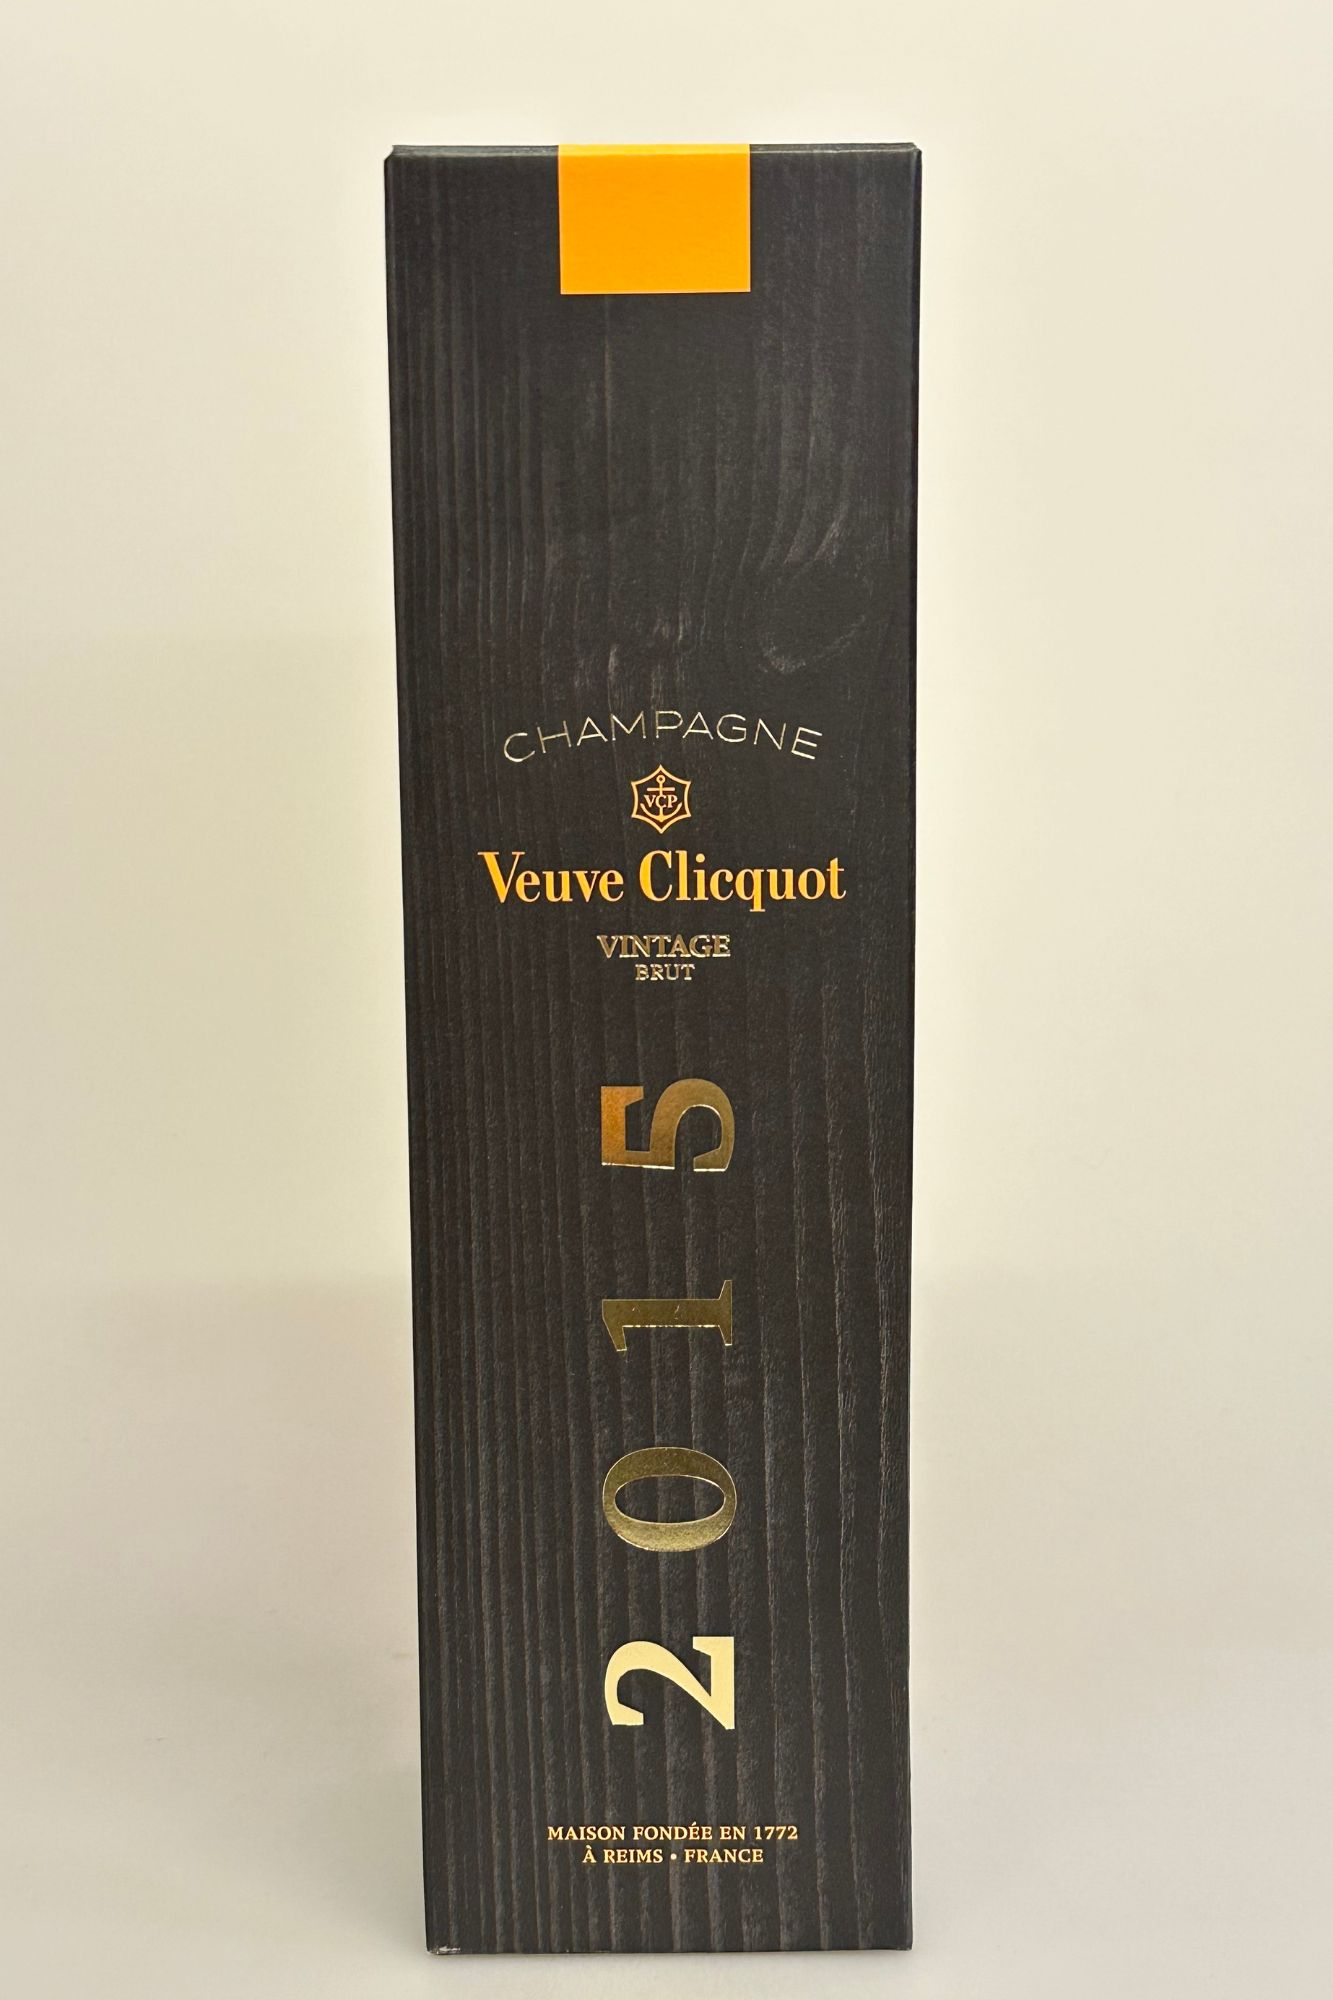 CHAMPAGNE
VCP
Veuve Clicquot
VINTAGE
BRUT
2015
MAISON FONDÉE EN 1772
À REIMS • FRANCE